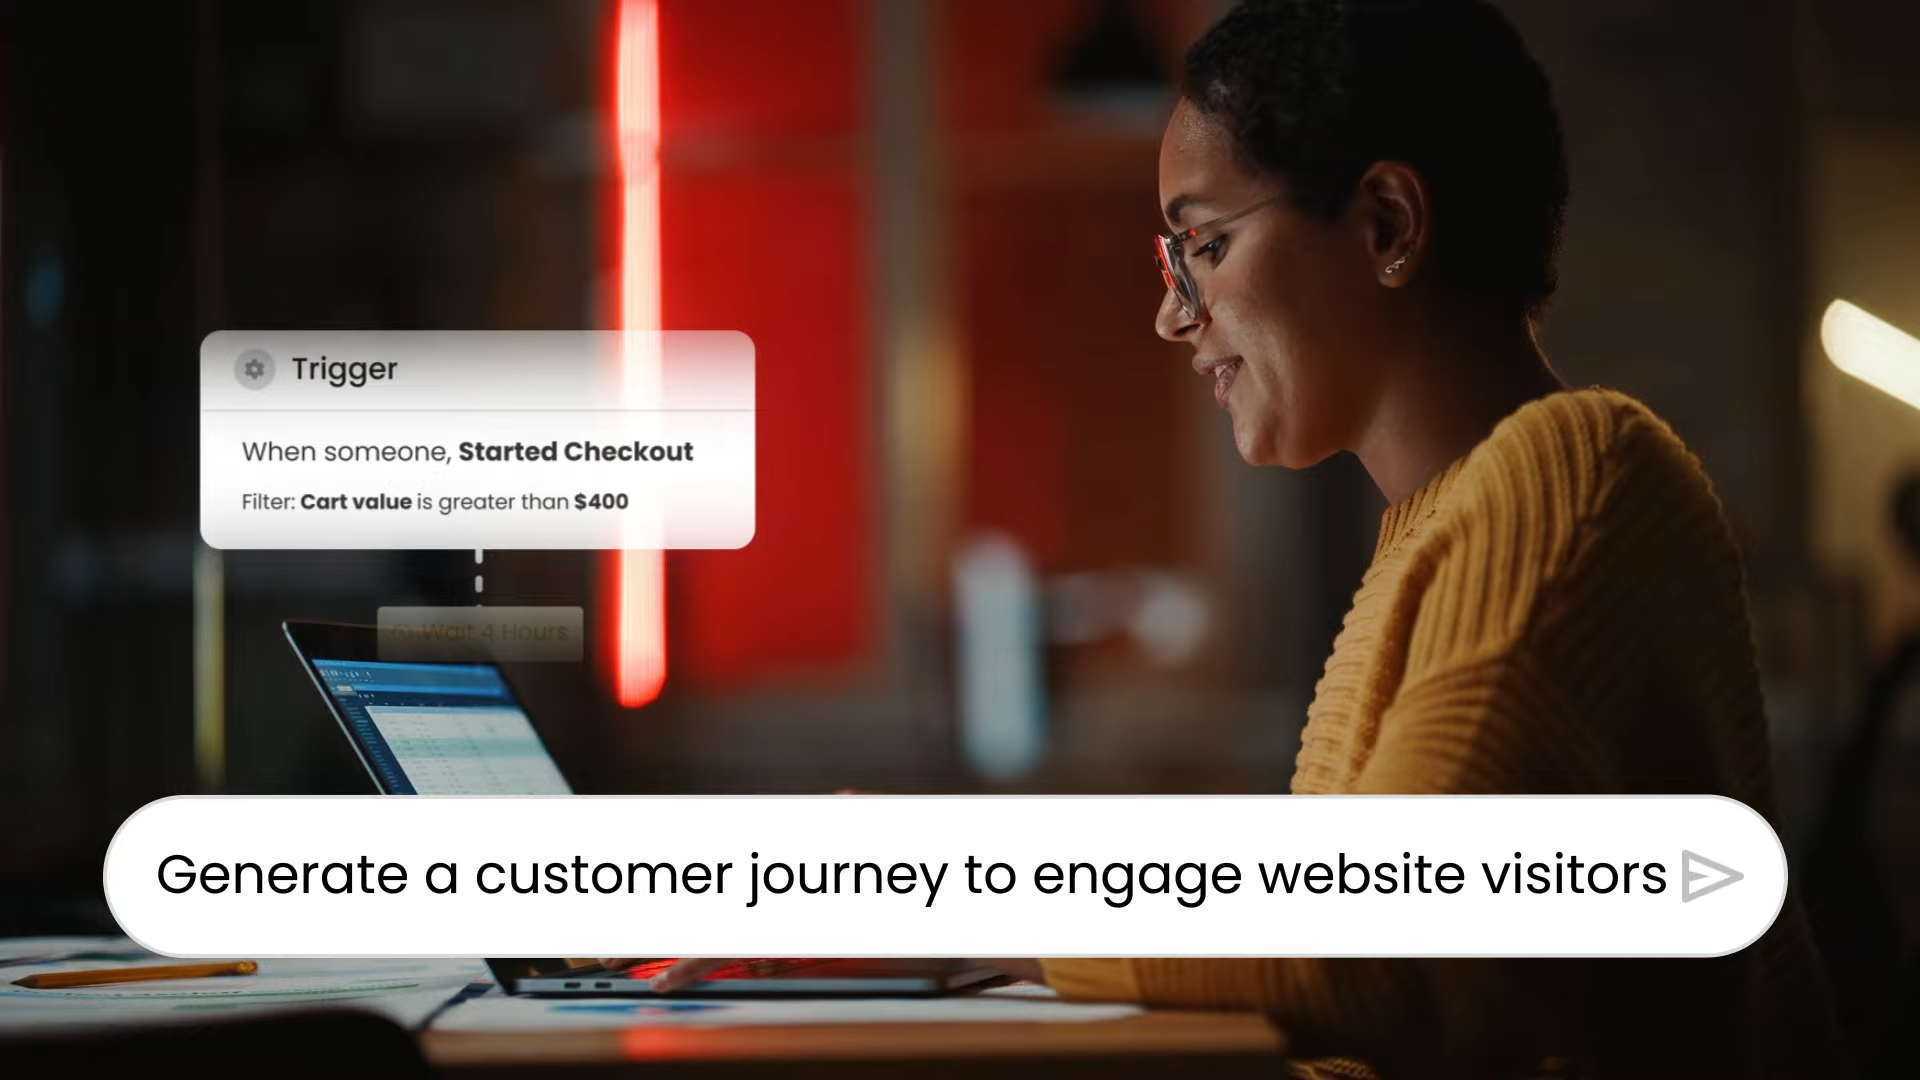 Trigger
When someone, Started Checkout
Filter: Cart value is greater than $400
Wait 4 Hours
Generate a customer journey to engage website visitors